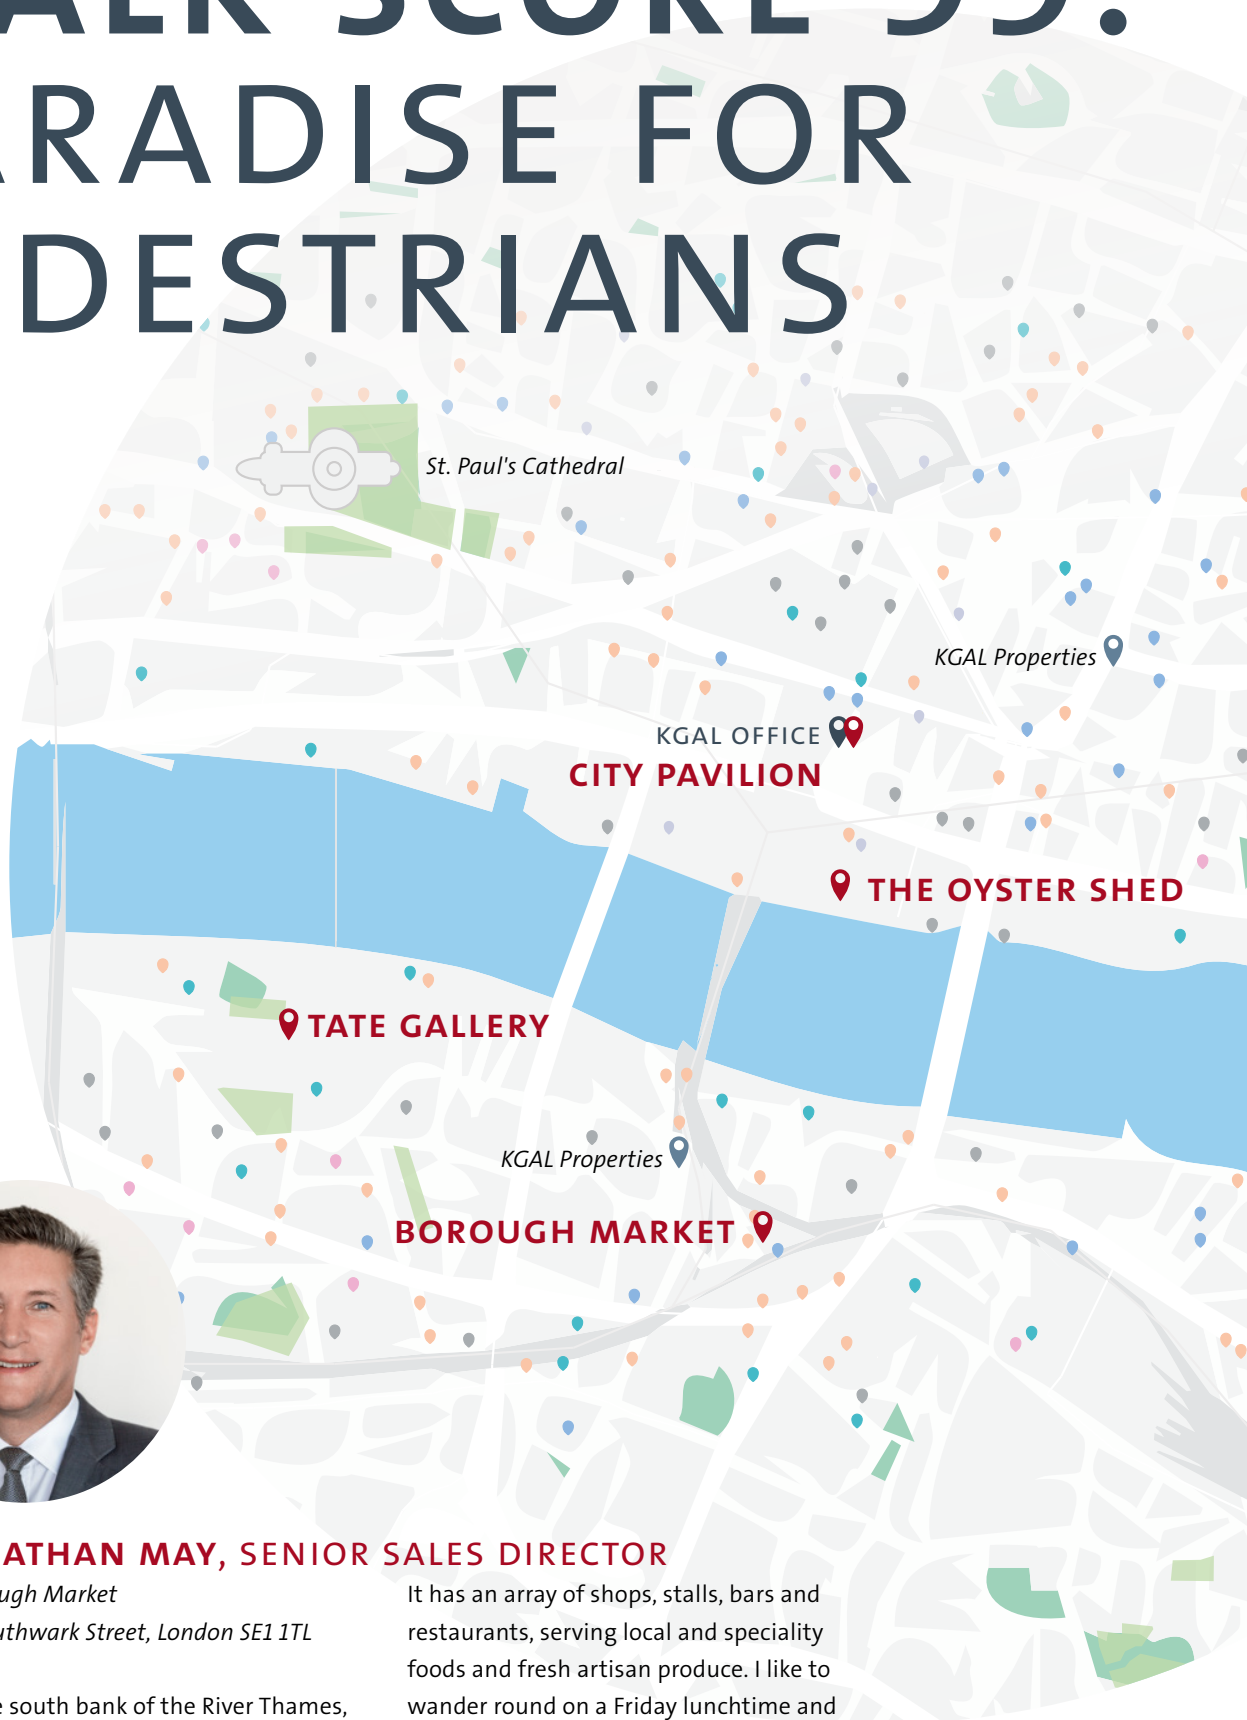 ALK SCORE 99:
ARADISE FOR
DESTRIANS
St. Paul's Cathedral
KGAL Properties
KGAL OFFICE
CITY PAVILION
THE OYSTER SHED
TATE GALLERY
KGAL Properties
BOROUGH MARKET
ATHAN MAY, SENIOR SALES DIRECTOR
ugh Market
uthwark Street, London SE1 1TL
e south bank of the River Thames,
It has an array of shops, stalls, bars and
restaurants, serving local and speciality
foods and fresh artisan produce. I like to
wander round on a Friday lunchtime and